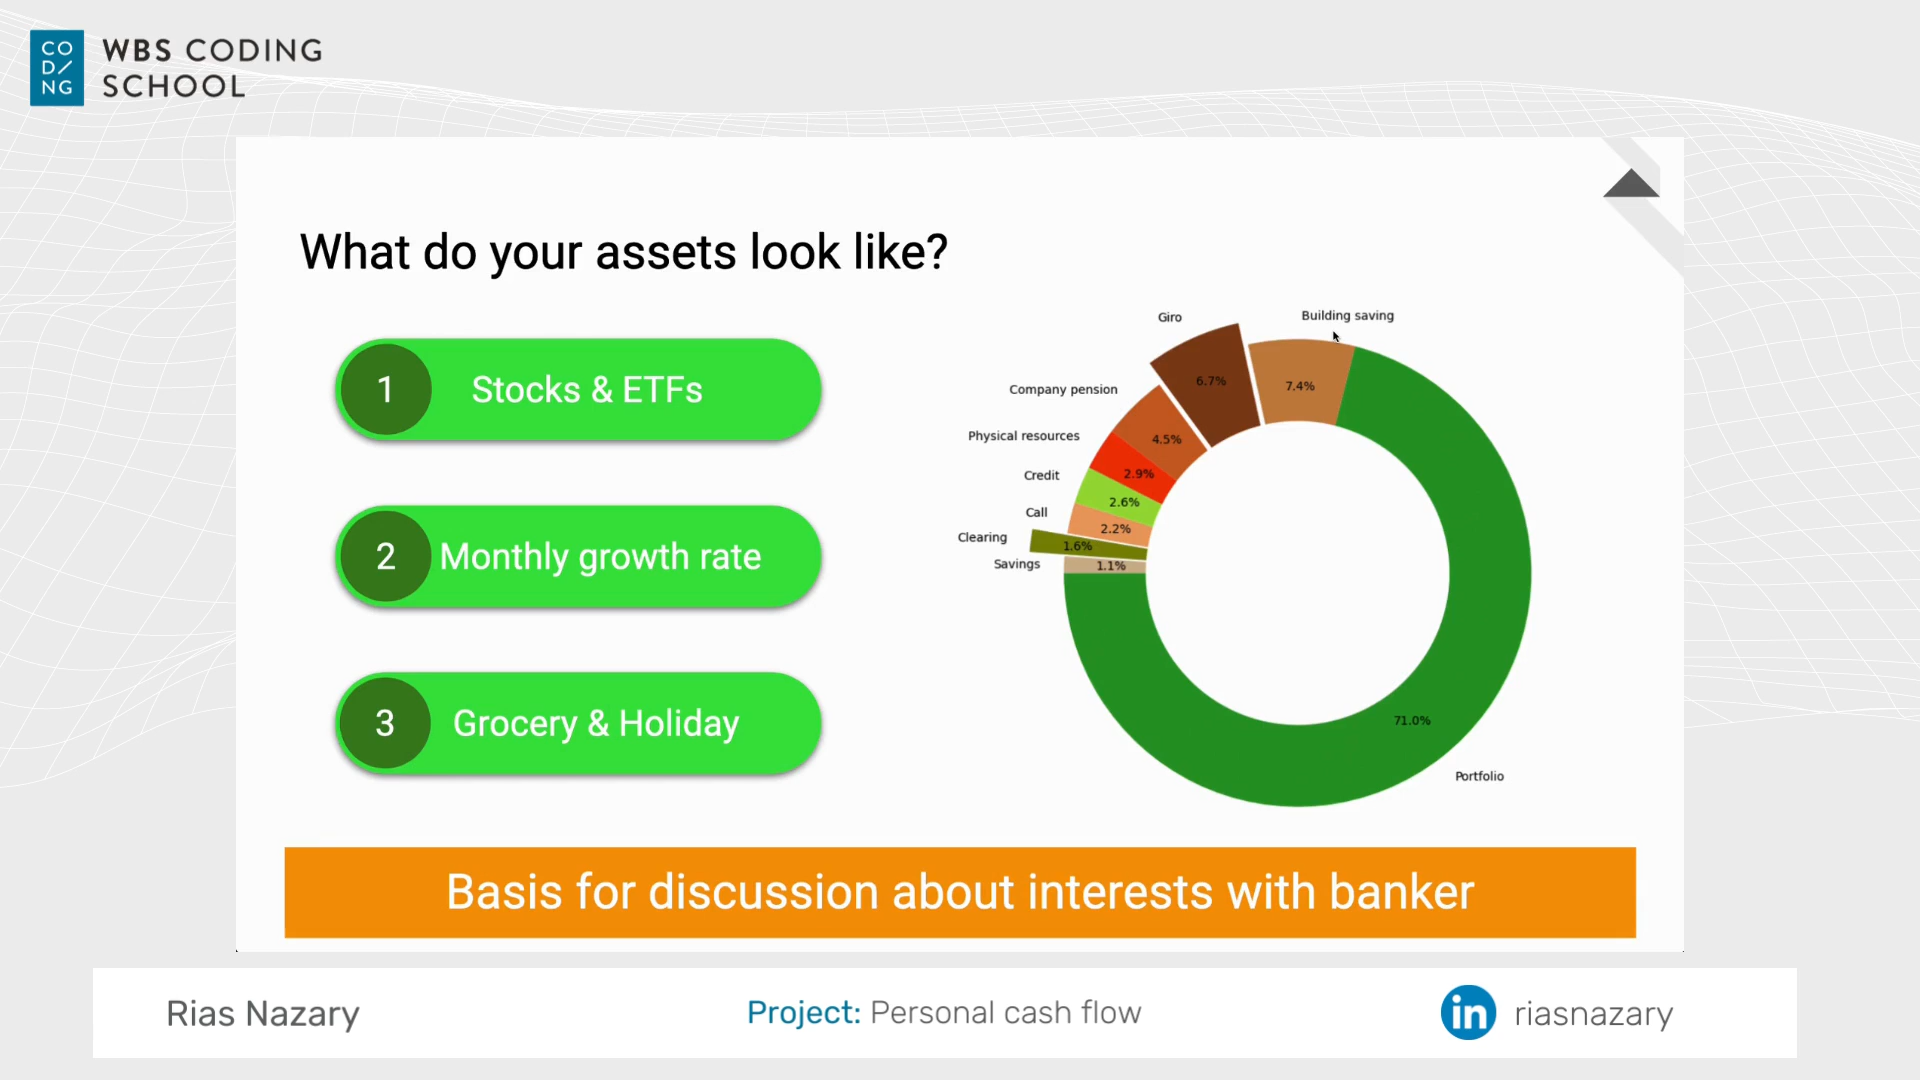 CO
D/
NG
WBS CODING
SCHOOL
What do your assets look like?
1 Stocks & ETFs
2 Monthly growth rate
3 Grocery & Holiday
Giro
Building saving
6.7%
7.4%
Company pension
4.5%
Physical resources
2.9%
Credit
2.6%
Call
2.2%
Clearing
1.6%
Savings
1.1%
71.0%
Portfolio
Basis for discussion about interests with banker
Rias Nazary
Project: Personal cash flow
in riasnazary